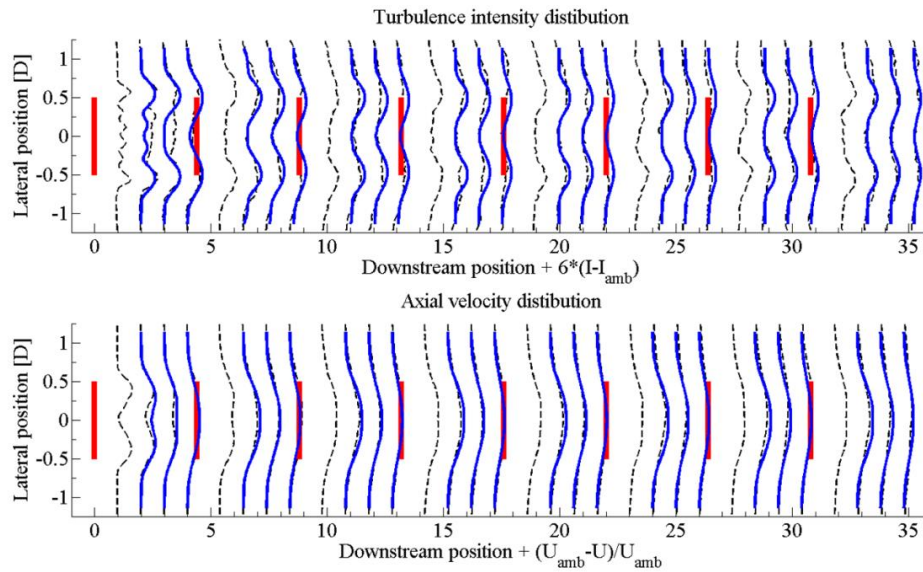 Turbulence intensity distibution
Lateral position [D]
1
0.5
0
-0.5
-1
0 5 10 15 20 25 30 35
Downstream position + 6*(I-I_amb)
Axial velocity distibution
Lateral position [D]
1
0.5
0
-0.5
-1
0 5 10 15 20 25 30 35
Downstream position + (U_amb-U)/U_amb